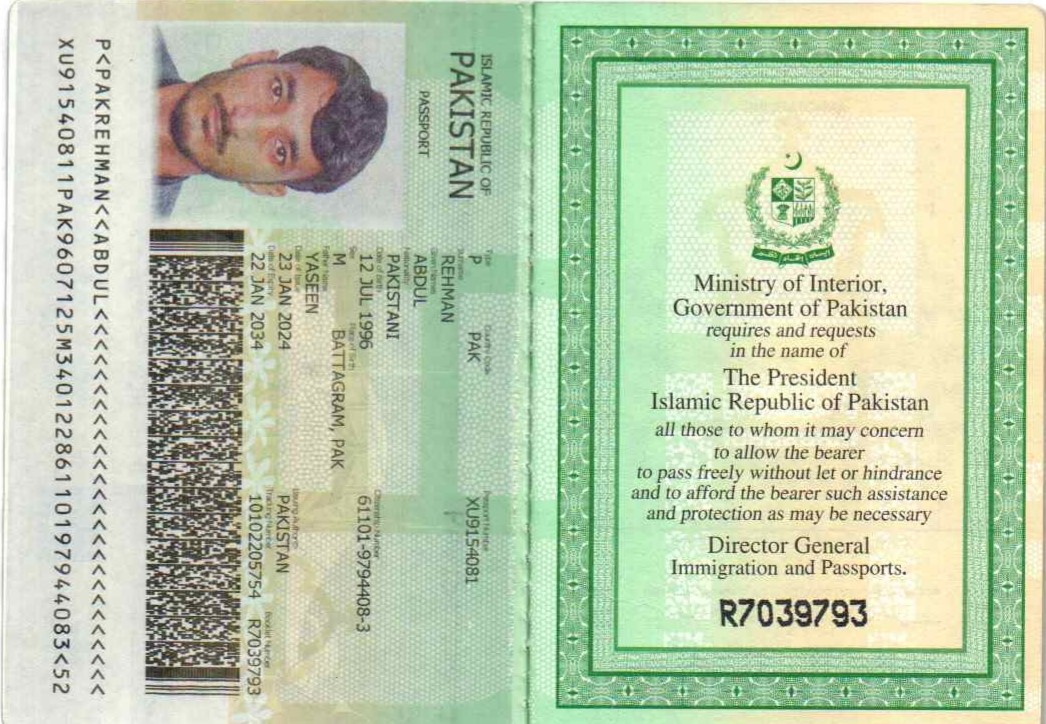 Ministry of Interior,
Government of Pakistan
requires and requests
in the name of
The President
Islamic Republic of Pakistan
all those to whom it may concern
to allow the bearer
to pass freely without let or hindrance
and to afford the bearer such assistance
and protection as may be necessary
Director General
Immigration and Passports.
R7039793
ISLAMIC REPUBLIC OF
PAKISTAN
PASSPORT
Type Country Code Passport Number
P PAK XU9154081
Surname
REHMAN
Given Names
ABDUL
Nationality
PAKISTANI
Date of Birth Citizenship Number
12 JUL 1996 61101-9794408-3
Sex Place of Birth
M BATTAGRAM, PAK
Father Name
YASEEN
Date of Issue Issuing Authority
23 JAN 2024 PAKISTAN
Date of Expiry Tracking Number Booklet Number
22 JAN 2034 10102205754 R7039793
P<PAKREHMAN<<ABDUL<<<<<<<<<<<<<<<<<<<<<<<<<<
XU91540811PAK9607125M34012286110197944083<52